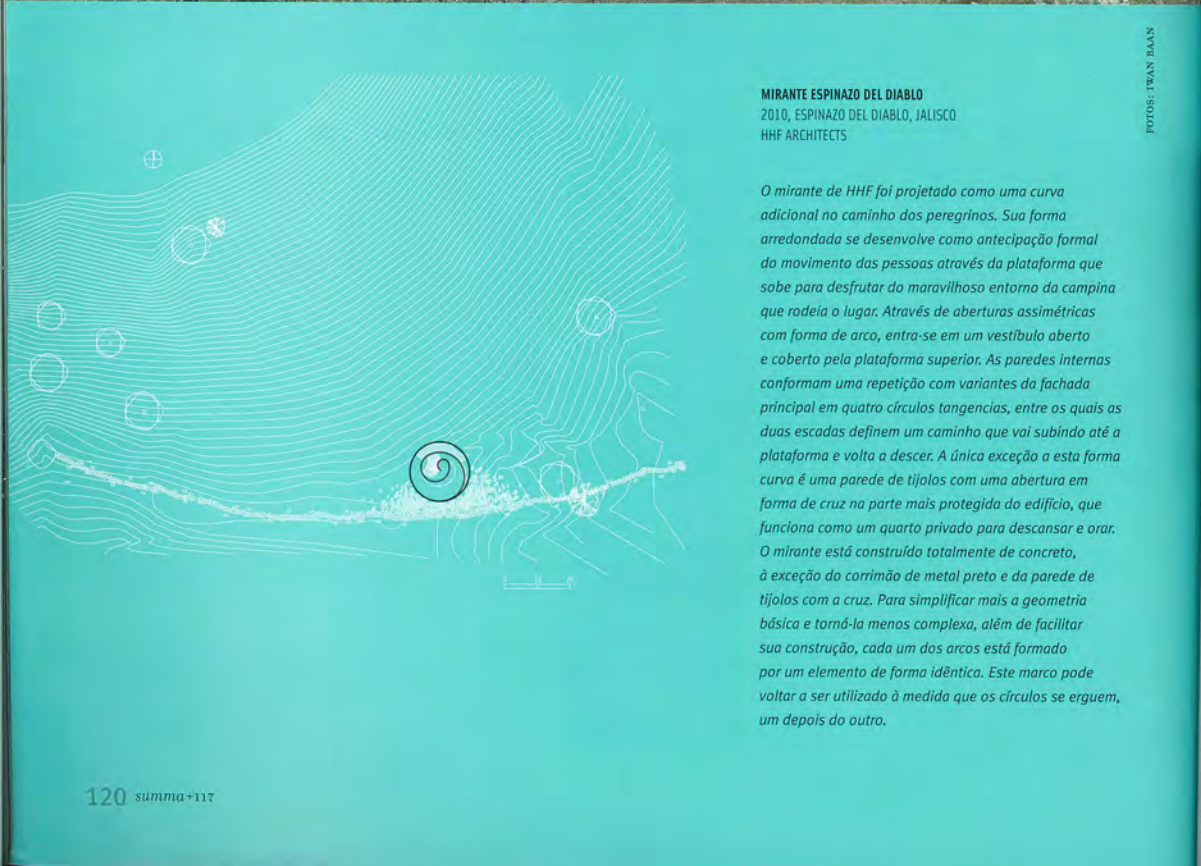 FOTOS: IWAN BAAN
MIRANTE ESPINAZO DEL DIABLO
2010, ESPINAZO DEL DIABLO, JALISCO
HHF ARCHITECTS
O mirante de HHF foi projetado como uma curva
adicional no caminho dos peregrinos. Sua forma
arredondada se desenvolve como antecipação formal
do movimento das pessoas através da plataforma que
sobe para desfrutar do maravilhoso entorno da campina
que rodeia o lugar. Através de aberturas assimétricas
com forma de arco, entra-se em um vestíbulo aberto
e coberto pela plataforma superior. As paredes internas
conformam uma repetição com variantes da fachada
principal em quatro círculos tangencias, entre os quais as
duas escadas definem um caminho que vai subindo até a
plataforma e volta a descer. A única exceção a esta forma
curva é uma parede de tijolos com uma abertura em
forma de cruz na parte mais protegida do edifício, que
funciona como um quarto privado para descansar e orar.
O mirante está construído totalmente de concreto,
à exceção do corrimão de metal preto e da parede de
tijolos com a cruz. Para simplificar mais a geometria
básica e torná-la menos complexa, além de facilitar
sua construção, cada um dos arcos está formado
por um elemento de forma idêntica. Este marco pode
voltar a ser utilizado à medida que os círculos se erguem,
um depois do outro.
120 summa+117